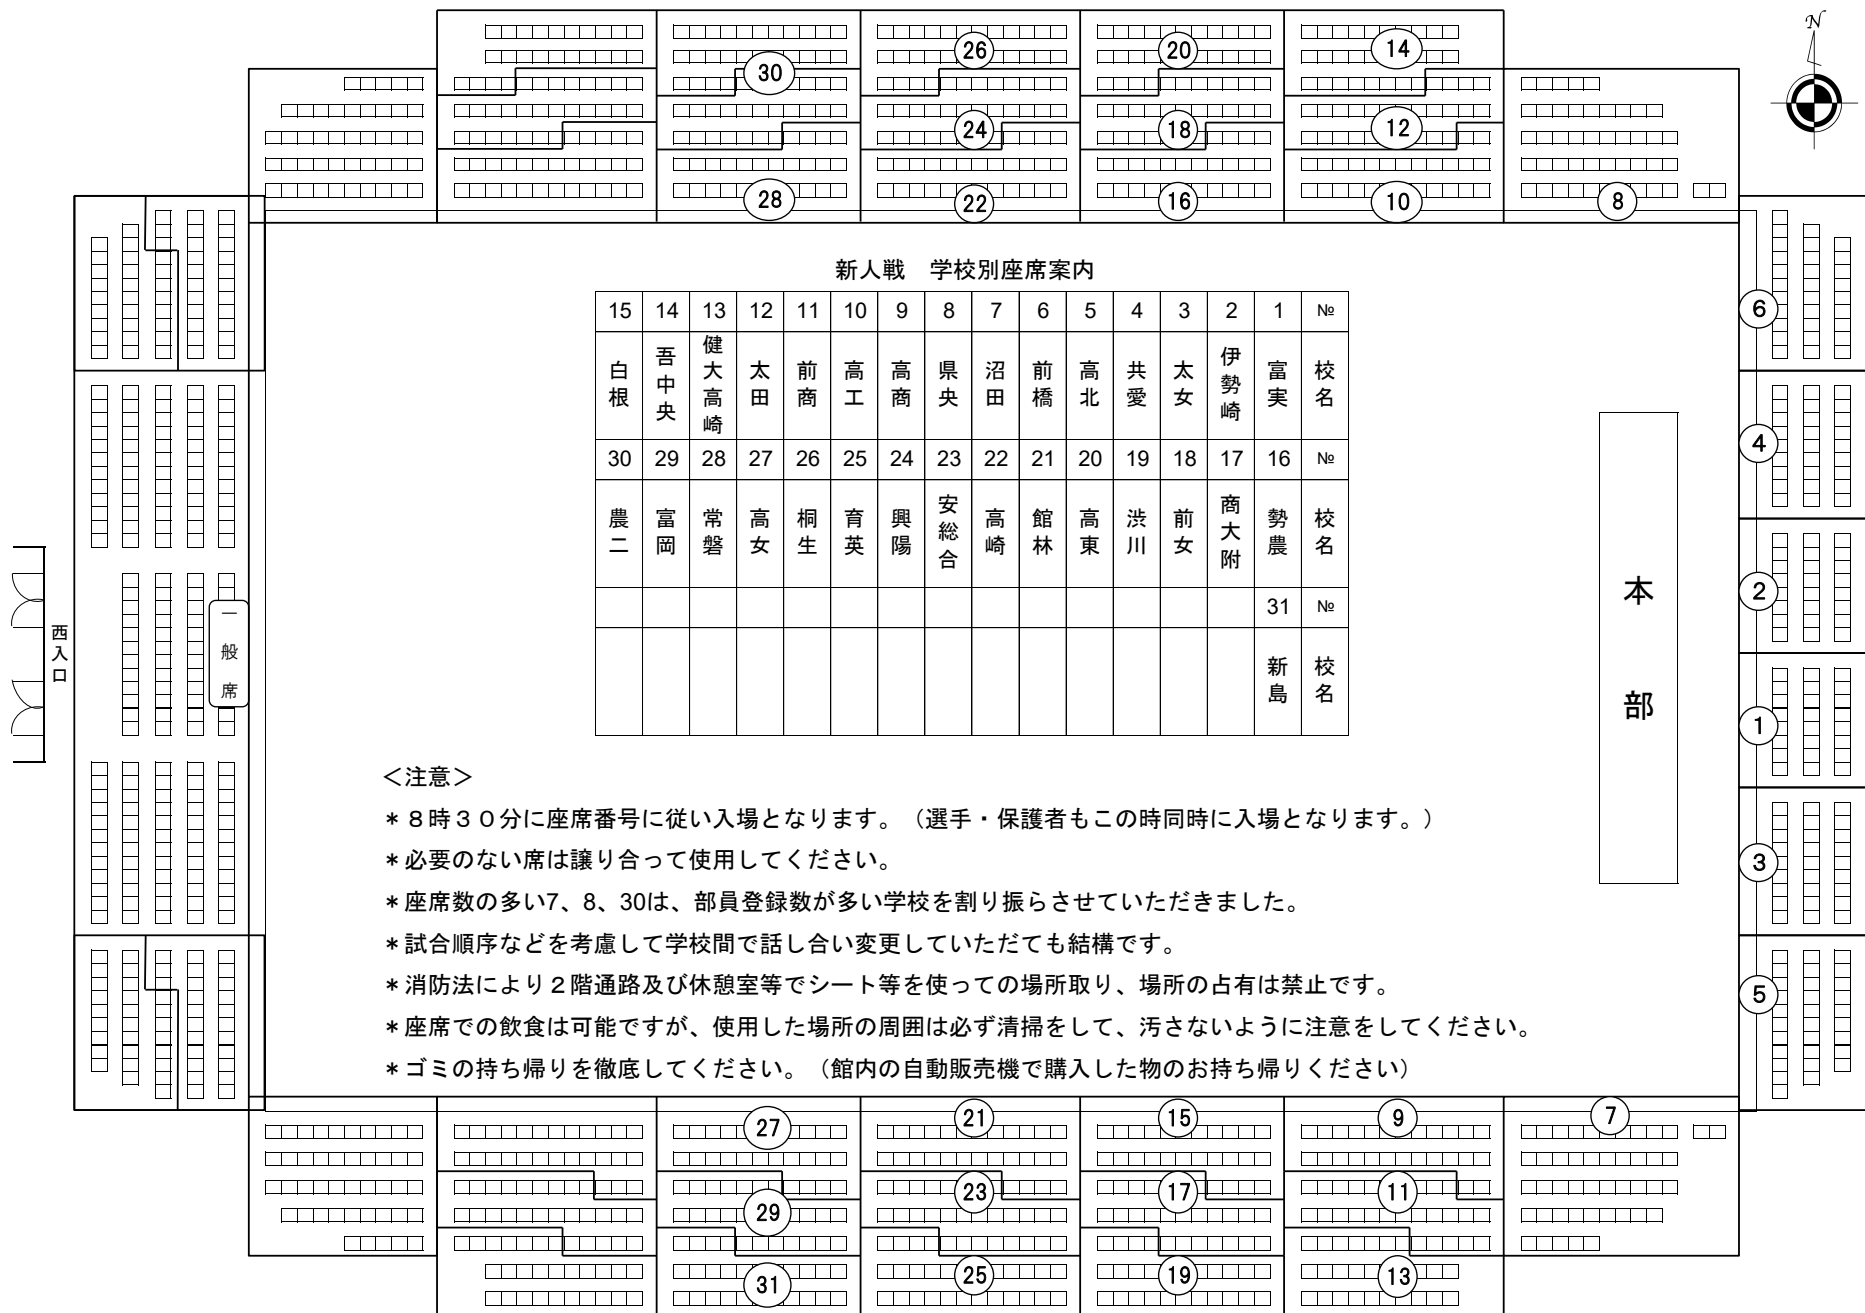 26
20
14
30
24
18
12
28
22
16
10
8
N
新人戦　学校別座席案内
15 14 13 12 11 10 9 8 7 6 5 4 3 2 1 №
白根 吾中央 健大高崎 太田 前商 高工 高商 県央 沼田 前橋 高北 共愛 太女 伊勢崎 富実 校名
30 29 28 27 26 25 24 23 22 21 20 19 18 17 16 №
農二 富岡 常磐 高女 桐生 育英 興陽 安総合 高崎 館林 高東 渋川 前女 商大附 勢農 校名
31 №
新島 校名
西入口
一般席
本部
6
4
2
1
3
5
＜注意＞
＊８時３０分に座席番号に従い入場となります。（選手・保護者もこの時同時に入場となります。）
＊必要のない席は譲り合って使用してください。
＊座席数の多い7、8、30は、部員登録数が多い学校を割り振らさせていただきました。
＊試合順序などを考慮して学校間で話し合い変更していただても結構です。
＊消防法により２階通路及び休憩室等でシート等を使っての場所取り、場所の占有は禁止です。
＊座席での飲食は可能ですが、使用した場所の周囲は必ず清掃をして、汚さないように注意をしてください。
＊ゴミの持ち帰りを徹底してください。（館内の自動販売機で購入した物のお持ち帰りください）
27
21
15
9
7
29
23
17
11
31
25
19
13